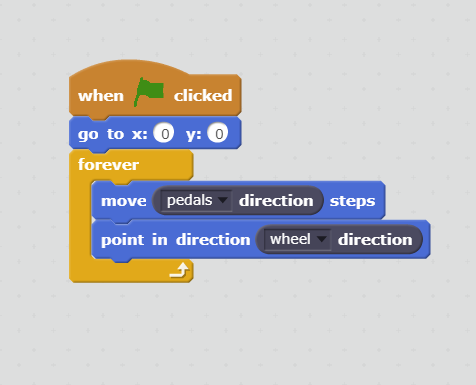 when clicked
go to x: 0 y: 0
forever
move pedals direction steps
point in direction wheel direction